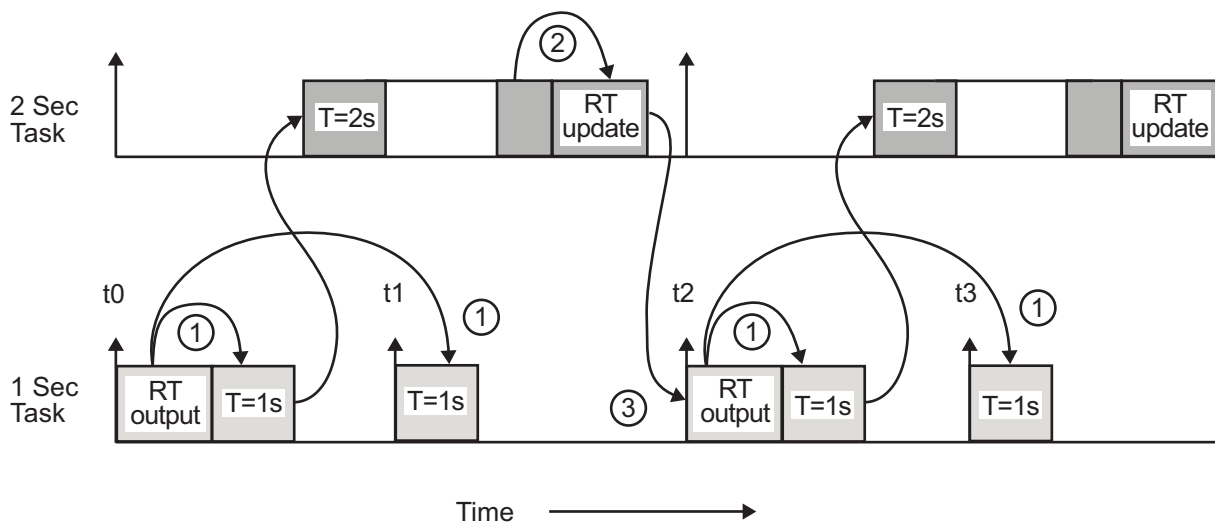 ②
2 Sec
Task
T=2s
RT
update
T=2s
RT
update
t0
t1
t2
t3
①
①
①
①
1 Sec
Task
RT
output
T=1s
T=1s
③
RT
output
T=1s
T=1s
Time